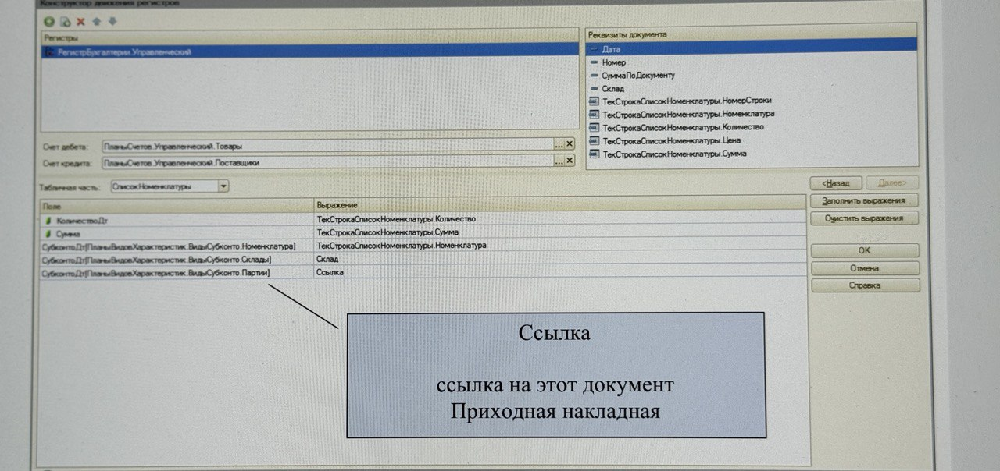 Конструктор движения регистров
Регистры
РегистрБухгалтерии.Управленческий
Реквизиты документа
Дата
Номер
СуммаПоДокументу
Склад
ТекСтрокаСписокНоменклатуры.НомерСтроки
ТекСтрокаСписокНоменклатуры.Номенклатура
ТекСтрокаСписокНоменклатуры.Количество
ТекСтрокаСписокНоменклатуры.Цена
ТекСтрокаСписокНоменклатуры.Сумма
Счет дебета: ПланыСчетов.Управленческий.Товары ... ×
Счет кредита: ПланыСчетов.Управленческий.Поставщики ... ×
Табличная часть: СписокНоменклатуры
<Назад Далее>
Заполнить выражения
Очистить выражения
OK
Отмена
Справка
Поле Выражение
КоличествоДт ТекСтрокаСписокНоменклатуры.Количество
Сумма ТекСтрокаСписокНоменклатуры.Сумма
СубконтоДт[ПланыВидовХарактеристик.ВидыСубконто.Номенклатура] ТекСтрокаСписокНоменклатуры.Номенклатура
СубконтоДт[ПланыВидовХарактеристик.ВидыСубконто.Склады] Склад
СубконтоДт[ПланыВидовХарактеристик.ВидыСубконто.Партии] Ссылка
Ссылка
ссылка на этот документ
Приходная накладная